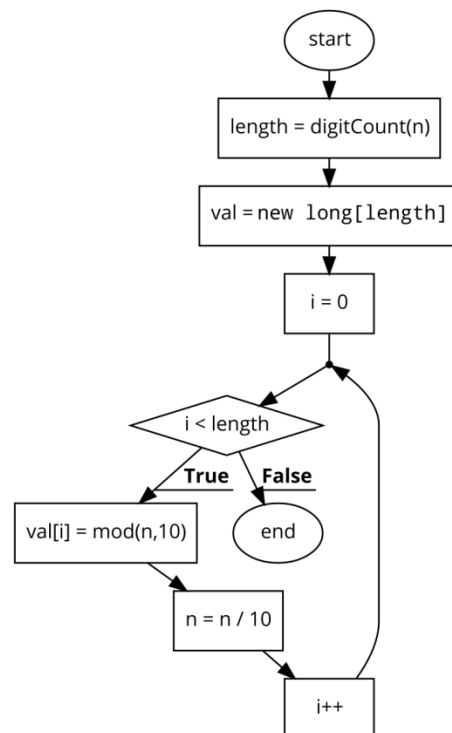 start
length = digitCount(n)
val = new long[length]
i = 0
i < length
True
False
val[i] = mod(n,10)
end
n = n / 10
i++